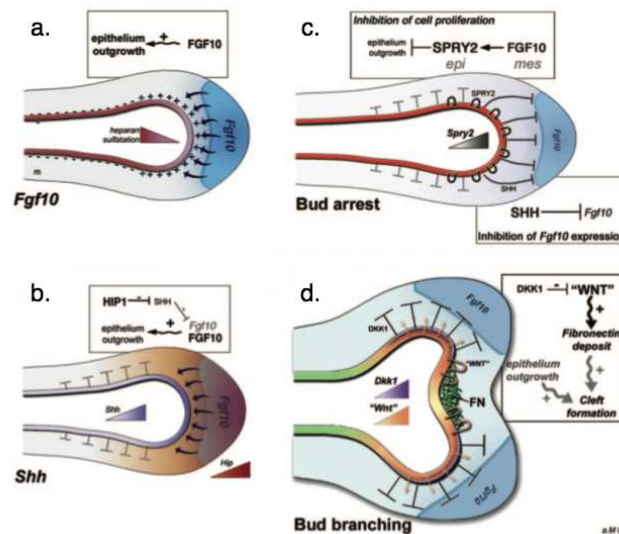 a.
epithelium
outgrowth
+
FGF10
heparan
sulfatation
Fgf10
m
Fgf10
b.
HIP1
-
SHH
-
Fgf10
epithelium
outgrowth
+
FGF10
Shh
Fgf10
Hip
Shh
c.
Inhibition of cell proliferation
epithelium
outgrowth
SPRY2
FGF10
epi
mes
SPRY2
Spry2
Fgf10
SHH
Bud arrest
SHH
Fgf10
Inhibition of Fgf10 expression
d.
Fgf10
DKK1
"WNT"
Dkk1
"Wnt"
FN
Fgf10
Bud branching
DKK1
-
"WNT"
+
Fibronectin
deposit
+
epithelium
outgrowth
+
Cleft
formation